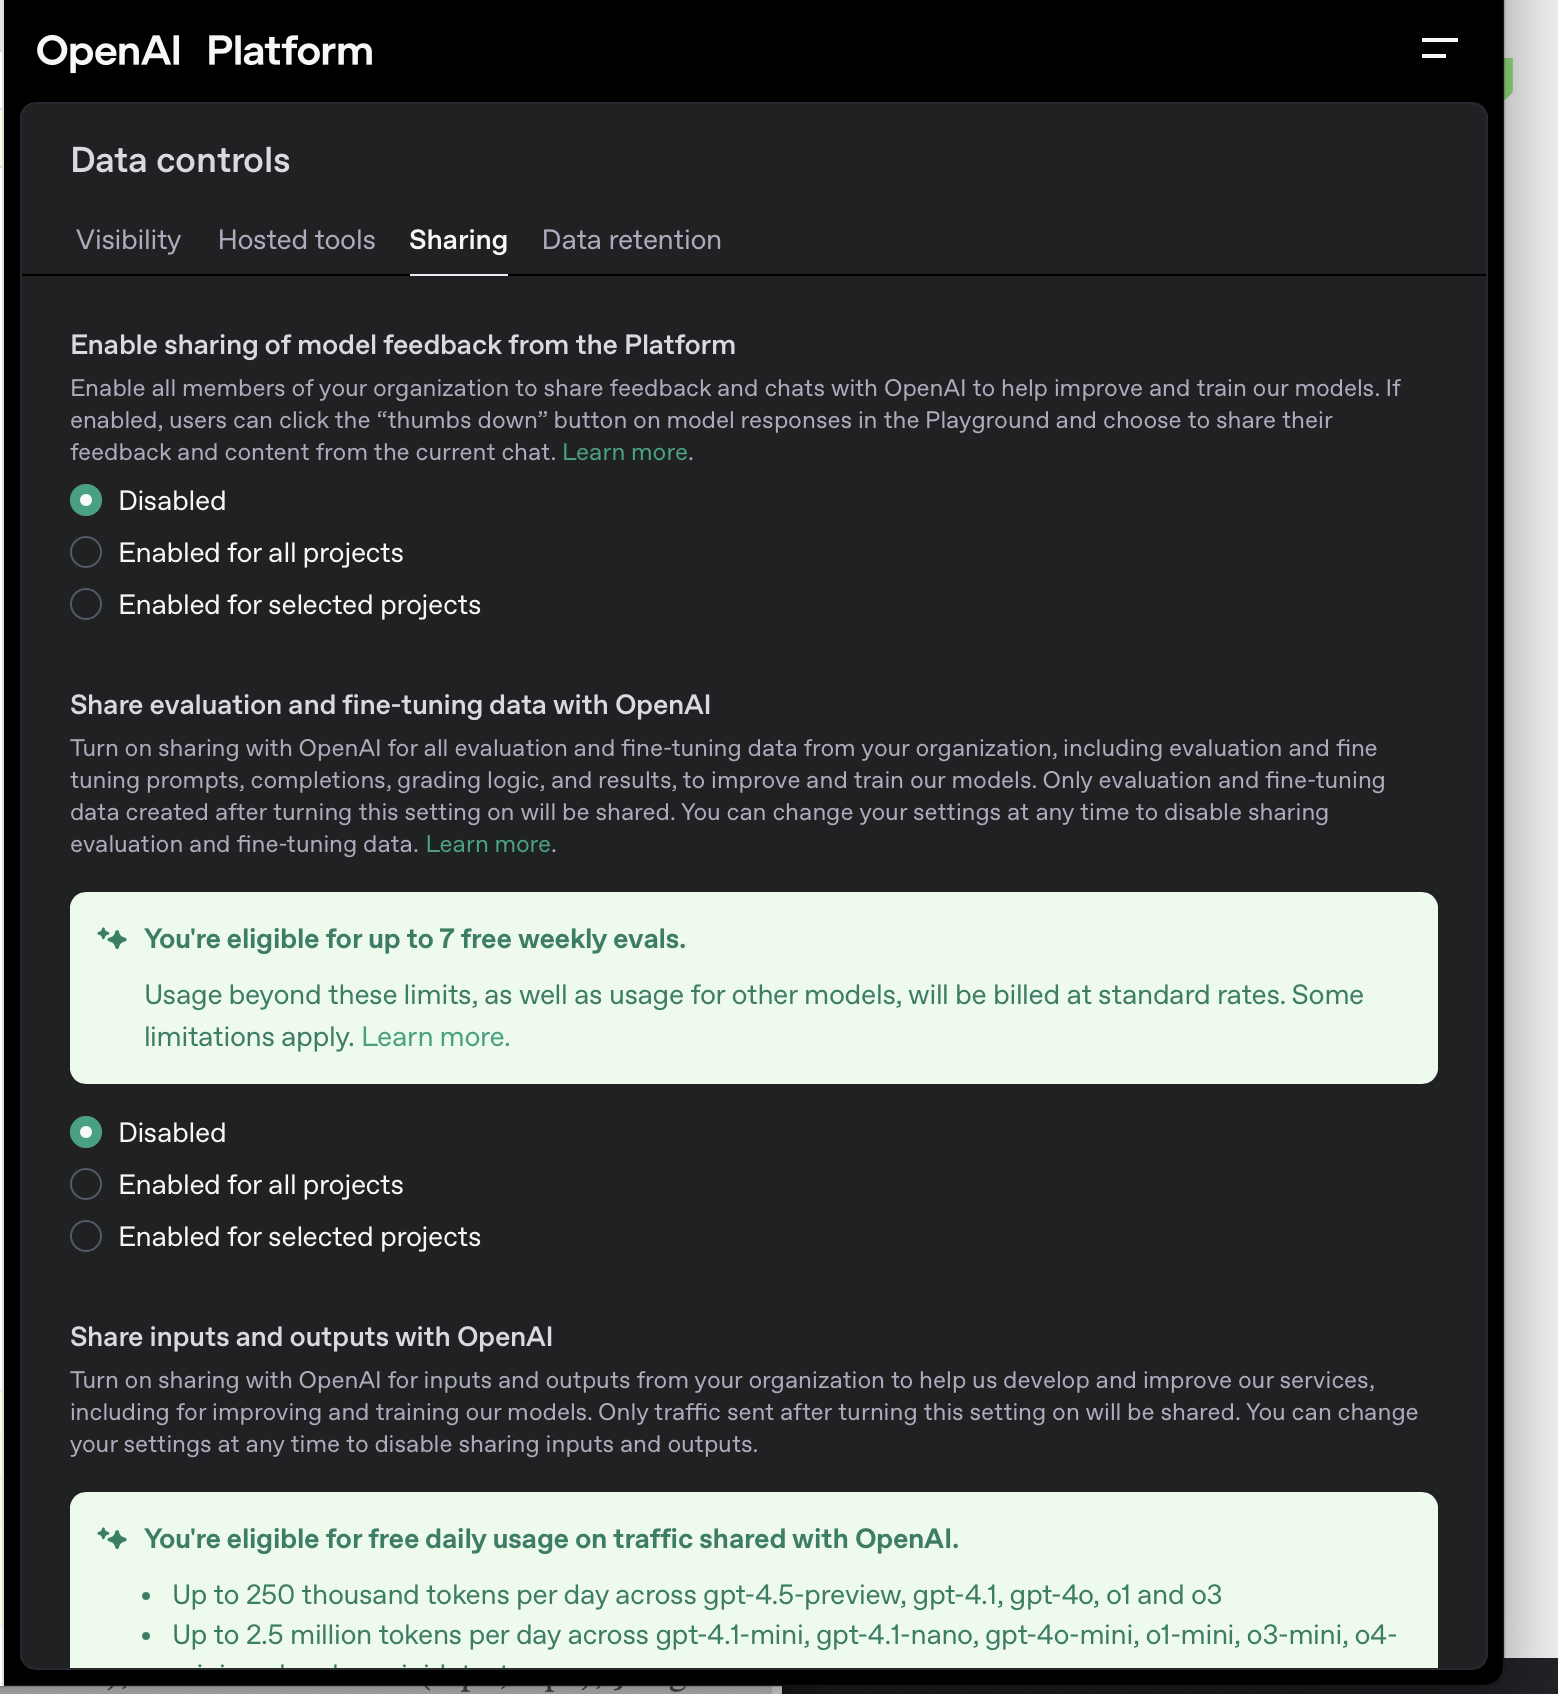 OpenAI Platform
Data controls
Visibility Hosted tools Sharing Data retention
Enable sharing of model feedback from the Platform
Enable all members of your organization to share feedback and chats with OpenAI to help improve and train our models. If
enabled, users can click the “thumbs down” button on model responses in the Playground and choose to share their
feedback and content from the current chat. Learn more.
Disabled
Enabled for all projects
Enabled for selected projects
Share evaluation and fine-tuning data with OpenAI
Turn on sharing with OpenAI for all evaluation and fine-tuning data from your organization, including evaluation and fine
tuning prompts, completions, grading logic, and results, to improve and train our models. Only evaluation and fine-tuning
data created after turning this setting on will be shared. You can change your settings at any time to disable sharing
evaluation and fine-tuning data. Learn more.
You're eligible for up to 7 free weekly evals.
Usage beyond these limits, as well as usage for other models, will be billed at standard rates. Some
limitations apply. Learn more.
Disabled
Enabled for all projects
Enabled for selected projects
Share inputs and outputs with OpenAI
Turn on sharing with OpenAI for inputs and outputs from your organization to help us develop and improve our services,
including for improving and training our models. Only traffic sent after turning this setting on will be shared. You can change
your settings at any time to disable sharing inputs and outputs.
You're eligible for free daily usage on traffic shared with OpenAI.
• Up to 250 thousand tokens per day across gpt-4.5-preview, gpt-4.1, gpt-4o, o1 and o3
• Up to 2.5 million tokens per day across gpt-4.1-mini, gpt-4.1-nano, gpt-4o-mini, o1-mini, o3-mini, o4-